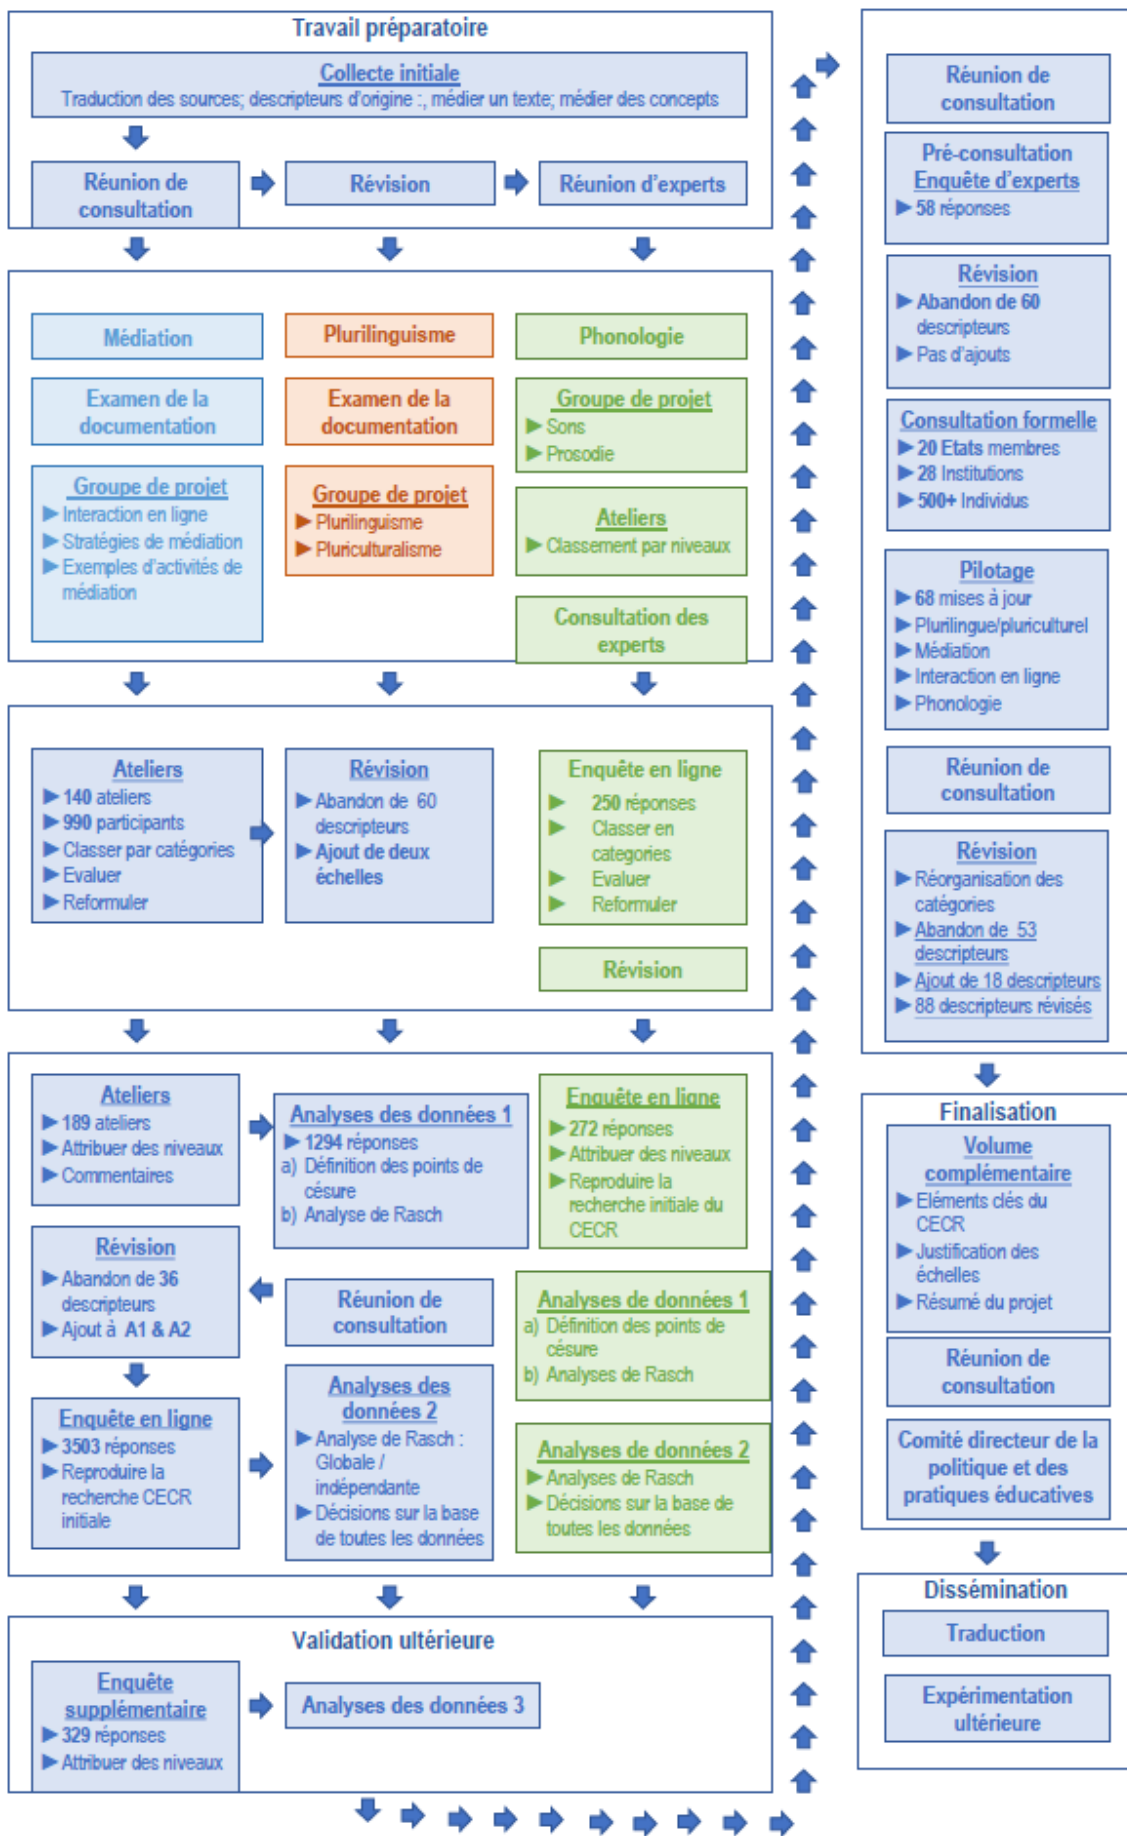 Travail préparatoire
Collecte initiale
Traduction des sources; descripteurs d'origine :, médier un texte; médier des concepts
Réunion de
consultation
Révision
Réunion d'experts
Médiation
Examen de la
documentation
Groupe de projet
► Interaction en ligne
► Stratégies de médiation
► Exemples d'activités de
médiation
Plurilinguisme
Examen de la
documentation
Groupe de projet
► Plurilinguisme
► Pluriculturalisme
Phonologie
Groupe de projet
► Sons
► Prosodie
Ateliers
► Classement par niveaux
Consultation des
experts
Ateliers
► 140 ateliers
► 990 participants
► Classer par catégories
► Evaluer
► Reformuler
Révision
► Abandon de 60
descripteurs
► Ajout de deux
échelles
Enquête en ligne
► 250 réponses
► Classer en
categories
► Evaluer
► Reformuler
Révision
Ateliers
► 189 ateliers
► Attribuer des niveaux
► Commentaires
Analyses des données 1
► 1294 réponses
a) Définition des points de
césure
b) Analyse de Rasch
Enquête en ligne
► 272 réponses
► Attribuer des niveaux
► Reproduire la
recherche initiale du
CECR
Révision
► Abandon de 36
descripteurs
► Ajout à A1 & A2
Réunion de
consultation
Analyses de données 1
a) Définition des points de
césure
b) Analyses de Rasch
Enquête en ligne
► 3503 réponses
► Reproduire la
recherche CECR
initiale
Analyses des
données 2
► Analyse de Rasch :
Globale /
indépendante
► Décisions sur la base
de toutes les données
Analyses de données 2
► Analyses de Rasch
► Décisions sur la base de
toutes les données
Validation ultérieure
Enquête
supplémentaire
► 329 réponses
► Attribuer des niveaux
Analyses des données 3
Réunion de
consultation
Pré-consultation
Enquête d'experts
► 58 réponses
Révision
► Abandon de 60
descripteurs
► Pas d'ajouts
Consultation formelle
► 20 Etats membres
► 28 Institutions
► 500+ Individus
Pilotage
► 68 mises à jour
► Plurilingue/pluriculturel
► Médiation
► Interaction en ligne
► Phonologie
Réunion de
consultation
Révision
► Réorganisation des
catégories
► Abandon de 53
descripteurs
► Ajout de 18 descripteurs
► 88 descripteurs révisés
Finalisation
Volume
complémentaire
► Eléments clés du
CECR
► Justification des
échelles
► Résumé du projet
Réunion de
consultation
Comité directeur de la
politique et des
pratiques éducatives
Dissémination
Traduction
Expérimentation
ultérieure